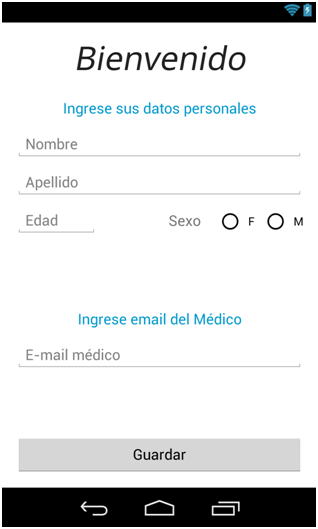 Bienvenido
Ingrese sus datos personales
Nombre
Apellido
Edad Sexo F M
Ingrese email del Médico
E-mail médico
Guardar